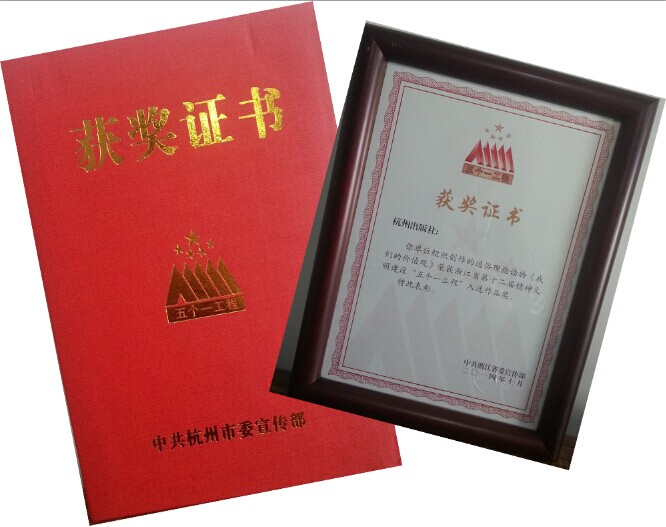 获奖证书
五个一工程
中共杭州市委宣传部
五个一工程
获奖证书
杭州出版社：
你单位组织创作的通俗理论读物《我
们的价值观》荣获浙江省第十二届精神文
明建设“五个一工程”入选作品奖。
特此表彰
中共浙江省委宣传部
二〇一四年十月